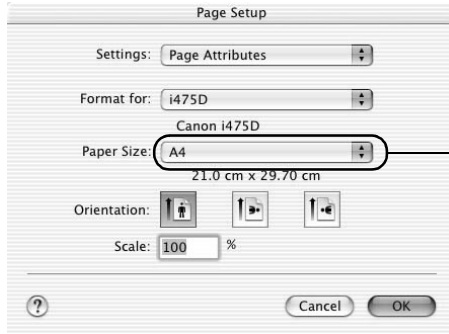 Page Setup
Settings: Page Attributes
Format for: i475D
Canon i475D
Paper Size: A4
21.0 cm x 29.70 cm
Orientation:
Scale: 100 %
? Cancel OK